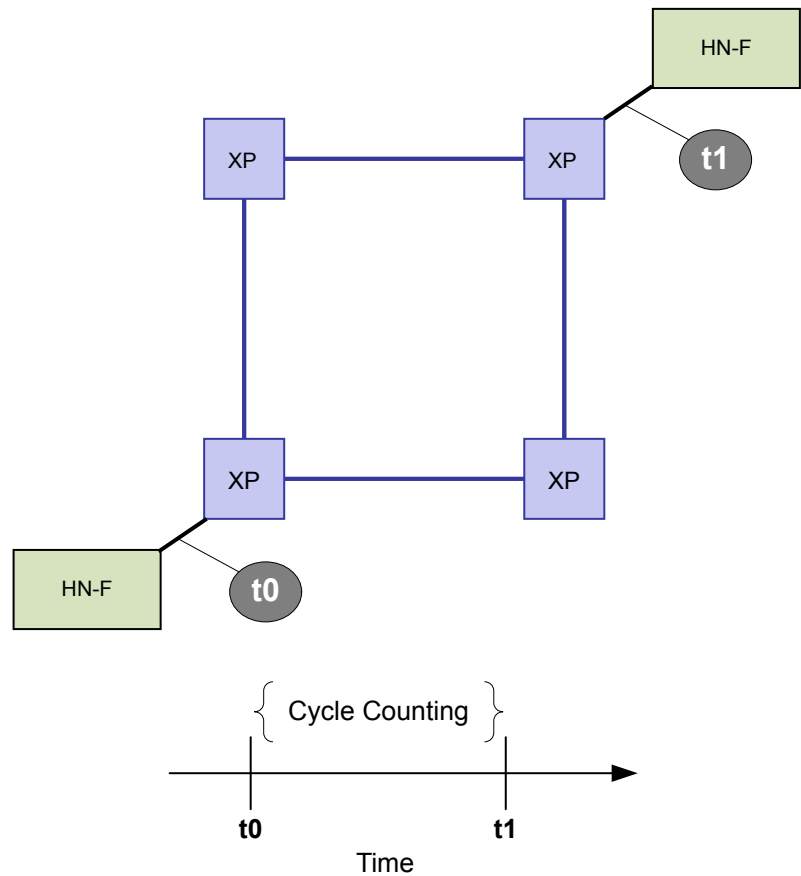 HN-F
XP
XP
t1
XP
XP
HN-F
t0
{ Cycle Counting }
t0
t1
Time